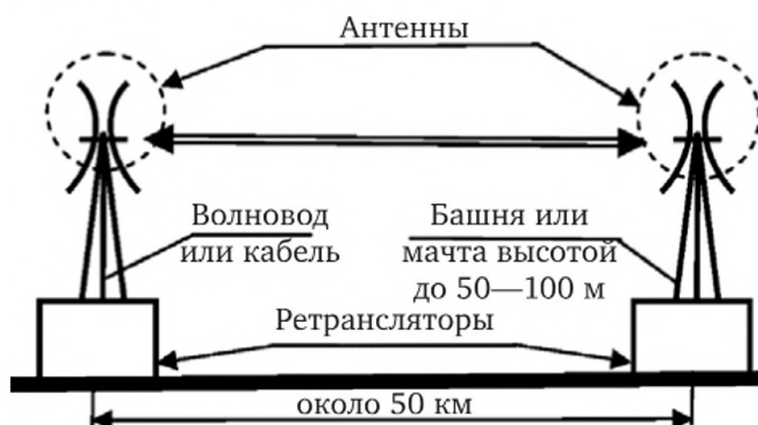 Антенны
Волновод
или кабель
Башня или
мачта высотой
до 50—100 м
Ретрансляторы
около 50 км